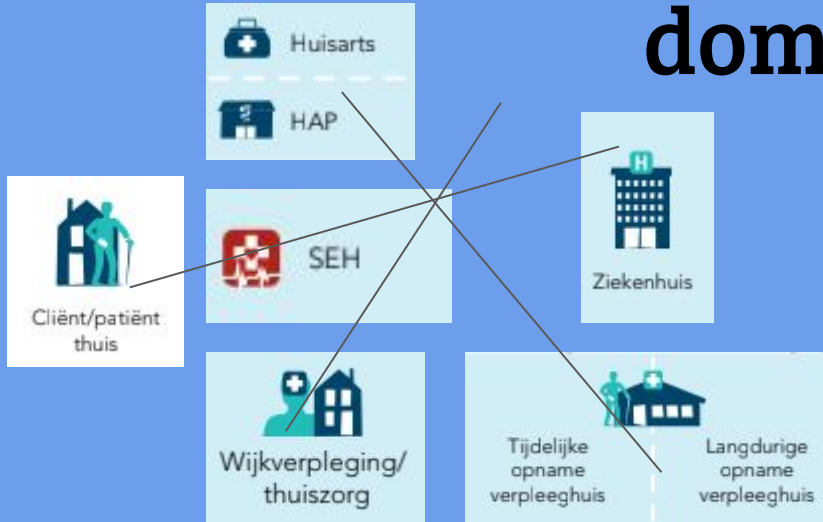 dom
Huisarts
HAP
H
SEH
Ziekenhuis
Cliënt/patiënt
thuis
Wijkverpleging/
thuiszorg
Tijdelijke
opname
verpleeghuis
Langdurige
opname
verpleeghuis